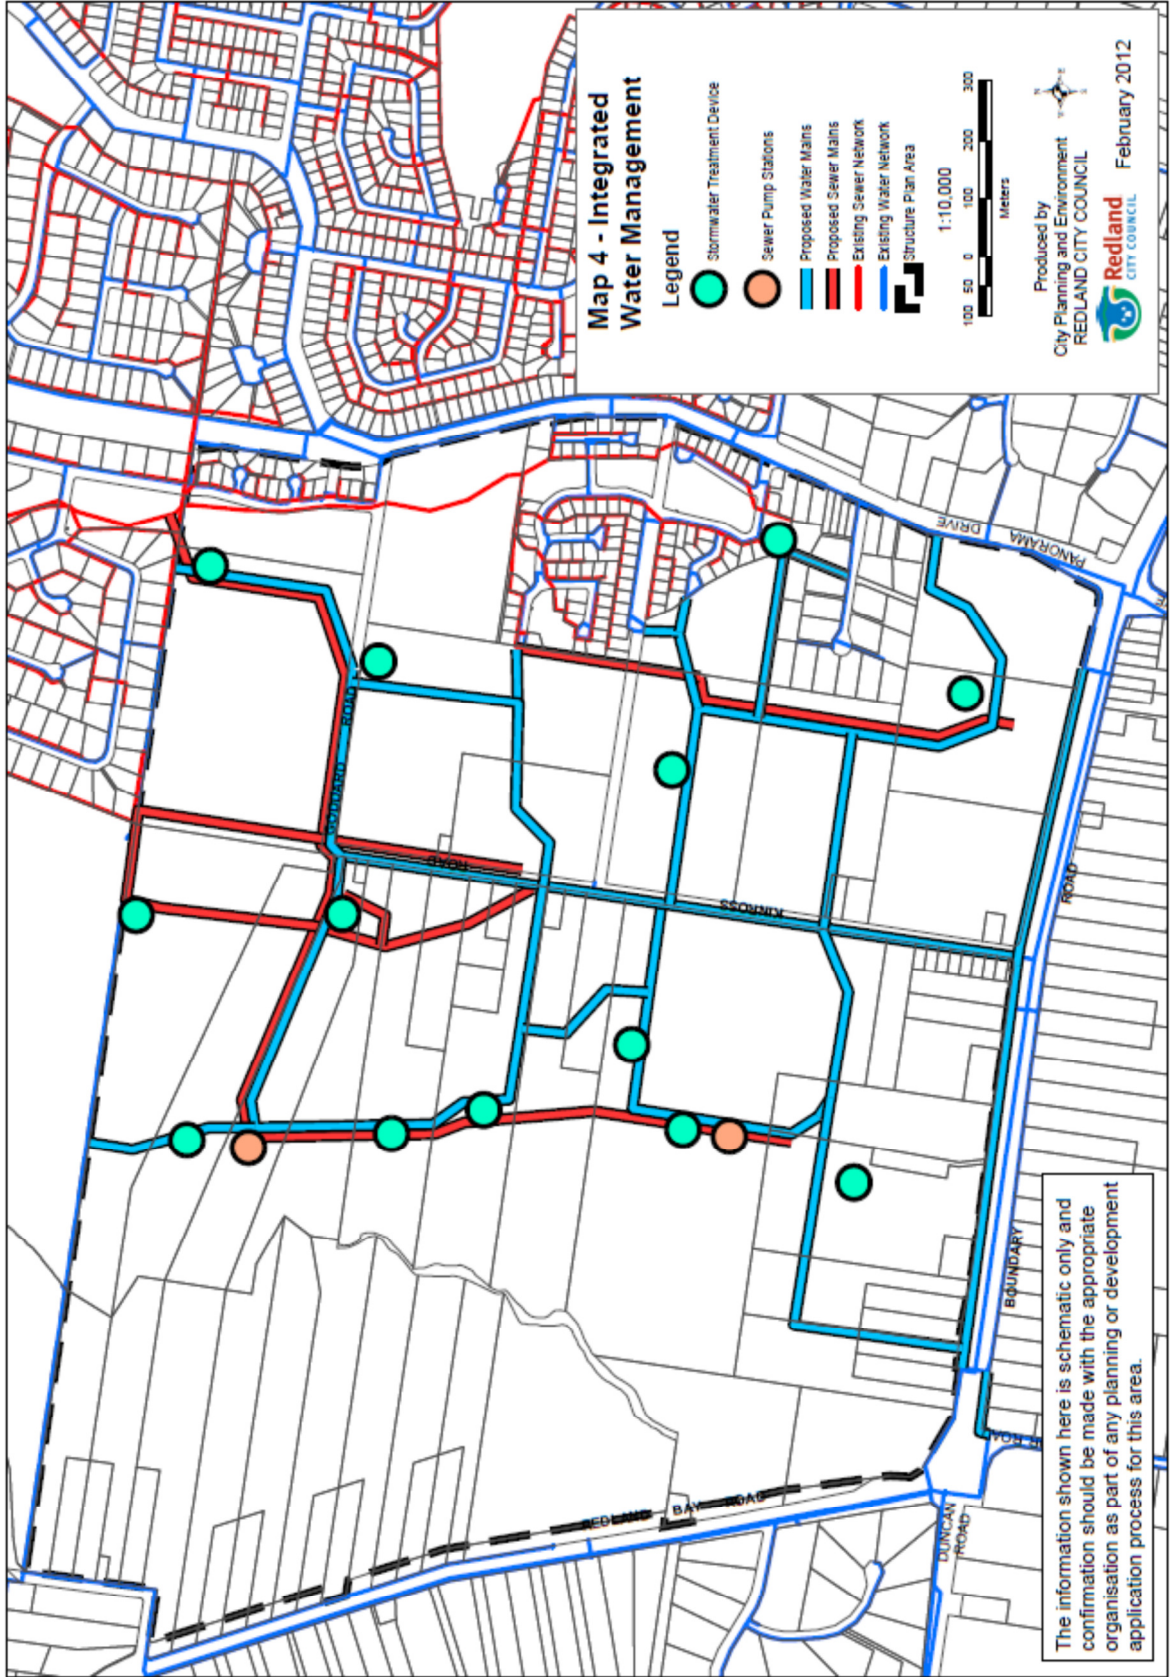 Map 4 - Integrated
Water Management
Legend
Stormwater Treatment Device
Sewer Pump Stations
Proposed Water Mains
Proposed Sewer Mains
Existing Sewer Network
Existing Water Network
Structure Plan Area
1:10,000
100 50 0 100 200 300
Meters
Produced by
City Planning and Environment
REDLAND CITY COUNCIL
N
E
S
W
Redland
CITY COUNCIL
February 2012
GODDARD ROAD
ROAD
KINROSS
PANORAMA
DRIVE
BOUNDARY
ROAD
REDLAND BAY ROAD
DUNCAN
ROAD
The information shown here is schematic only and
confirmation should be made with the appropriate
organisation as part of any planning or development
application process for this area.